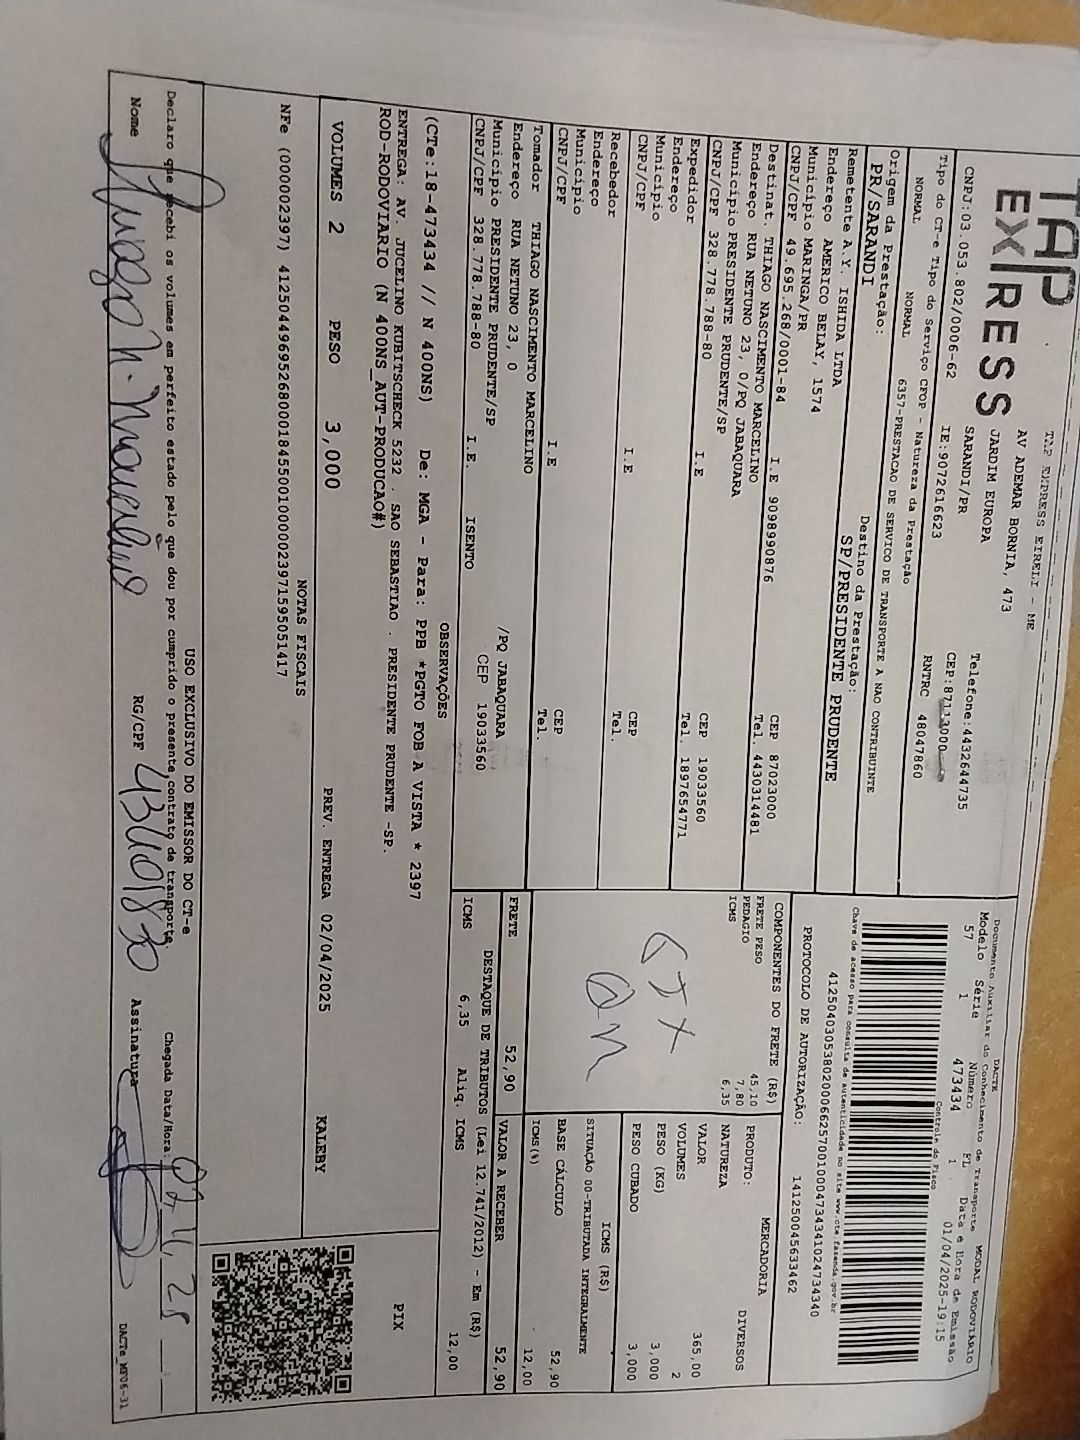 TAP
EXPRESS
TAP EXPRESS EIRELI - ME
AV ADEMAR BORNIA, 473
JARDIM EUROPA
SARANDI/PR
Telefone:4432644735
CNPJ:03.053.802/0006-62
IE:9072616623
RNTRC 48047860
Tipo do CT-e Tipo do Serviço CFOP - Natureza da Prestação
NORMAL NORMAL 6357-PRESTACAO DE SERVICO DE TRANSPORTE A NAO CONTRIBUINTE
Origem da Prestação: Destino da Prestação:
PR/SARANDI SP/PRESIDENTE PRUDENTE
Remetente A.Y. ISHIDA LTDA
Endereço AMERICO BELAY, 1574
Município MARINGA/PR CEP 87023000
CNPJ/CPF 49.695.268/0001-84 I.E 9098990876 Tel. 4430314481
Destinat. THIAGO NASCIMENTO MARCELINO
Endereço RUA NETUNO 23, 0/PQ JABAQUARA
Município PRESIDENTE PRUDENTE/SP CEP 19033560
CNPJ/CPF 328.778.788-80 I.E Tel. 1897654771
Expedidor
Endereço
Município CEP
CNPJ/CPF I.E Tel.
Recebedor
Endereço
Município CEP
CNPJ/CPF I.E Tel.
Tomador THIAGO NASCIMENTO MARCELINO
Endereço RUA NETUNO 23, 0 /PQ JABAQUARA
Município PRESIDENTE PRUDENTE/SP CEP 19033560
CNPJ/CPF 328.778.788-80 I.E. ISENTO
DACTE MODAL RODOVIÁRIO
Documento Auxiliar do Conhecimento de Transporte
Modelo Série Número FL Data e Hora de Emissão
57 1 473434 1 01/04/2025-19:15
Controle do Fisco
Chave de acesso para consulta de autenticidade no site www.cte.fazenda.gov.br
41250403053802000662570010004734341024734340
PROTOCOLO DE AUTORIZAÇÃO: 141250045633462
COMPONENTES DO FRETE (R$)
FRETE PESO 45,10
PEDAGIO 7,80
ICMS 6,35
PRODUTO: MERCADORIA
NATUREZA DIVERSOS
VALOR 365,00
VOLUMES 2
PESO (KG) 3,000
PESO CUBADO 3,000
ICMS (R$)
SITUAÇÃO 00-TRIBUTADA INTEGRALMENTE
BASE CÁLCULO 52,90
ICMS(%) 12,00
FRETE 52,90 VALOR A RECEBER 52,90
DESTAQUE DE TRIBUTOS (Lei 12.741/2012) - Em (R$)
ICMS 6,35 Aliq. ICMS 12,00
OBSERVAÇÕES
(CTe:18-473434 // N 400NS) De: MGA - Para: PPB *PGTO FOB A VISTA * 2397
ENTREGA: AV. JUCELINO KUBITSCHECK 5232 . SAO SEBASTIAO . PRESIDENTE PRUDENTE -SP.
ROD-RODOVIARIO (N 400NS_AUT-PRODUCAO#)
PIX
VOLUMES 2 PESO 3,000 PREV. ENTREGA 02/04/2025 KALEBY
NOTAS FISCAIS
NFe (000002397) 41250449695268000184550010000023971595051417
USO EXCLUSIVO DO EMISSOR DO CT-e
Declaro que recebi os volumes em perfeito estado pelo que dou por cumprido o presente contrato de transporte.
Chegada Data/Hora:
Nome Thiago N. Marcelino RG/CPF Assinatura
DACTe MF06-31